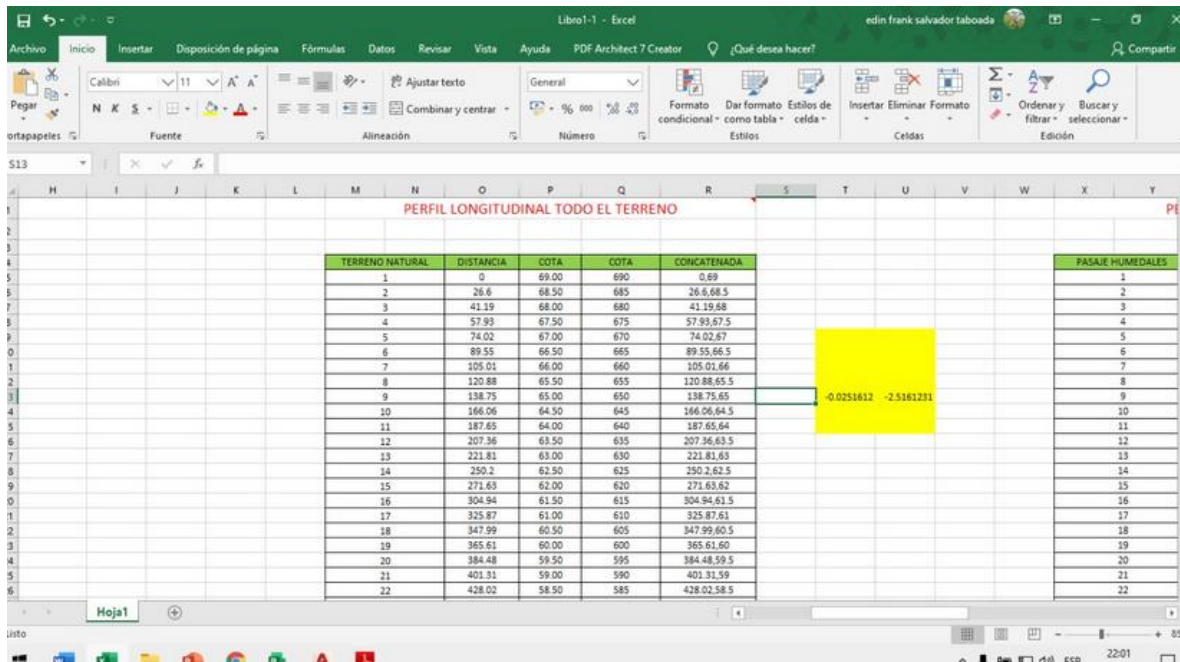 Libro1-1 - Excel
edin frank salvador taboada
Archivo Inicio Insertar Disposición de página Fórmulas Datos Revisar Vista Ayuda PDF Architect 7 Creator ¿Qué desea hacer? Compartir
Calibri 11 Ajustar texto General
Pegar N K S Combinar y centrar % 000 Formato condicional Dar formato como tabla Estilos de celda Insertar Eliminar Formato Ordenar y filtrar Buscar y seleccionar
ortapapeles Fuente Alineación Número Estilos Celdas Edición
S13 fx
H I J K L M N O P Q R S T U V W X Y
PERFIL LONGITUDINAL TODO EL TERRENO PE
TERRENO NATURAL DISTANCIA COTA COTA CONCATENADA PASAJE HUMEDALES
1 0 69.00 690 0,69 1
2 26.6 68.50 685 26.6,68.5 2
3 41.19 68.00 680 41.19,68 3
4 57.93 67.50 675 57.93,67.5 4
5 74.02 67.00 670 74.02,67 5
6 89.55 66.50 665 89.55,66.5 6
7 105.01 66.00 660 105.01,66 7
8 120.88 65.50 655 120.88,65.5 8
9 138.75 65.00 650 138.75,65 -0.0251612 -2.5161231 9
10 166.06 64.50 645 166.06,64.5 10
11 187.65 64.00 640 187.65,64 11
12 207.36 63.50 635 207.36,63.5 12
13 221.81 63.00 630 221.81,63 13
14 250.2 62.50 625 250.2,62.5 14
15 271.63 62.00 620 271.63,62 15
16 304.94 61.50 615 304.94,61.5 16
17 325.87 61.00 610 325.87,61 17
18 347.99 60.50 605 347.99,60.5 18
19 365.61 60.00 600 365.61,60 19
20 384.48 59.50 595 384.48,59.5 20
21 401.31 59.00 590 401.31,59 21
22 428.02 58.50 585 428.02,58.5 22
Hoja1
Listo
ESP 22:01